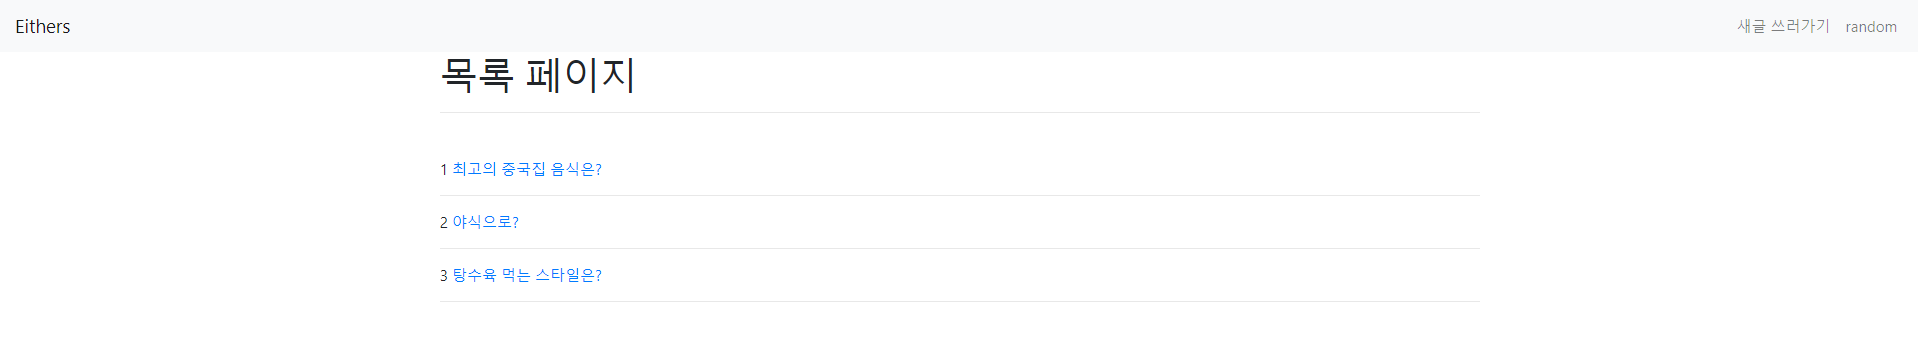 Eithers 새글 쓰러가기 random
목록 페이지
1 최고의 중국집 음식은?
2 야식으로?
3 탕수육 먹는 스타일은?